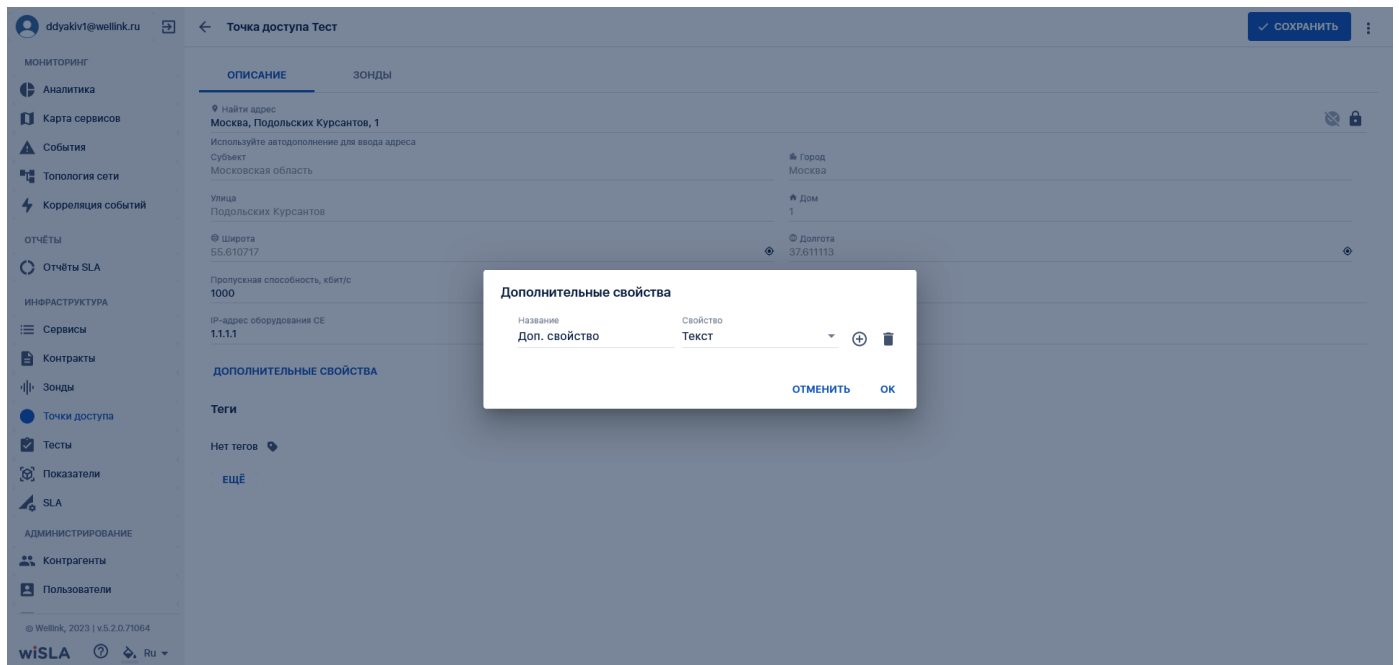 ddyakiv1@wellink.ru
Точка доступа Тест
СОХРАНИТЬ
МОНИТОРИНГ
Аналитика
Карта сервисов
События
Топология сети
Корреляция событий
ОТЧЁТЫ
Отчёты SLA
ИНФРАСТРУКТУРА
Сервисы
Контракты
Зонды
Точки доступа
Тесты
Показатели
SLA
АДМИНИСТРИРОВАНИЕ
Контрагенты
Пользователи
© Wellink, 2023 | v.5.2.0.71064
wiSLA
Ru
ОПИСАНИЕ ЗОНДЫ
Найти адрес
Москва, Подольских Курсантов, 1
Используйте автодополнение для ввода адреса
Субъект Город
Московская область Москва
Улица Дом
Подольских Курсантов 1
Широта Долгота
55.610717 37.611113
Пропускная способность, кбит/с
1000
IP-адрес оборудования CE
1.1.1.1
ДОПОЛНИТЕЛЬНЫЕ СВОЙСТВА
Теги
Нет тегов
ЕЩЁ
Дополнительные свойства
Название Свойство
Доп. свойство Текст
ОТМЕНИТЬ ОК